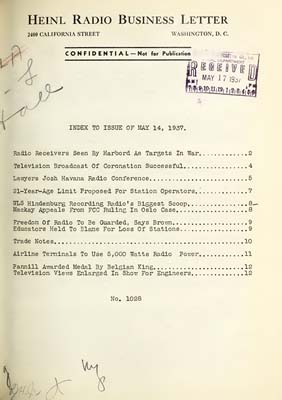 HEINL RADIO BUSINESS LETTER
2400 CALIFORNIA STREET WASHINGTON, D. C.
CONFIDENTIAL—Not for Publication
RECEIVED
MAY 17 1937
INDEX TO ISSUE OF MAY 14, 1937.
Radio Receivers Seen By Harbord As Targets In War............2
Television Broadcast Of Coronation Successful................4
Lawyers Josh Havana Radio Conference.........................5
21-Year-Age Limit Proposed For Station Operators.............7
WLS Hindenburg Recording Radio's Biggest Scoop...............8
Mackay Appeals From FCC Ruling In Oslo Case..................8
Freedom Of Radio To Be Guarded, Says Brown...................9
Educators Held To Blame For Loss Of Stations.................9
Trade Notes.................................................10
Airline Terminals To Use 5,000 Watts Radio Power............11
Fannill Awarded Medal By Belgian King.......................12
Television Views Enlarged In Show For Engineers.............12
No. 1028